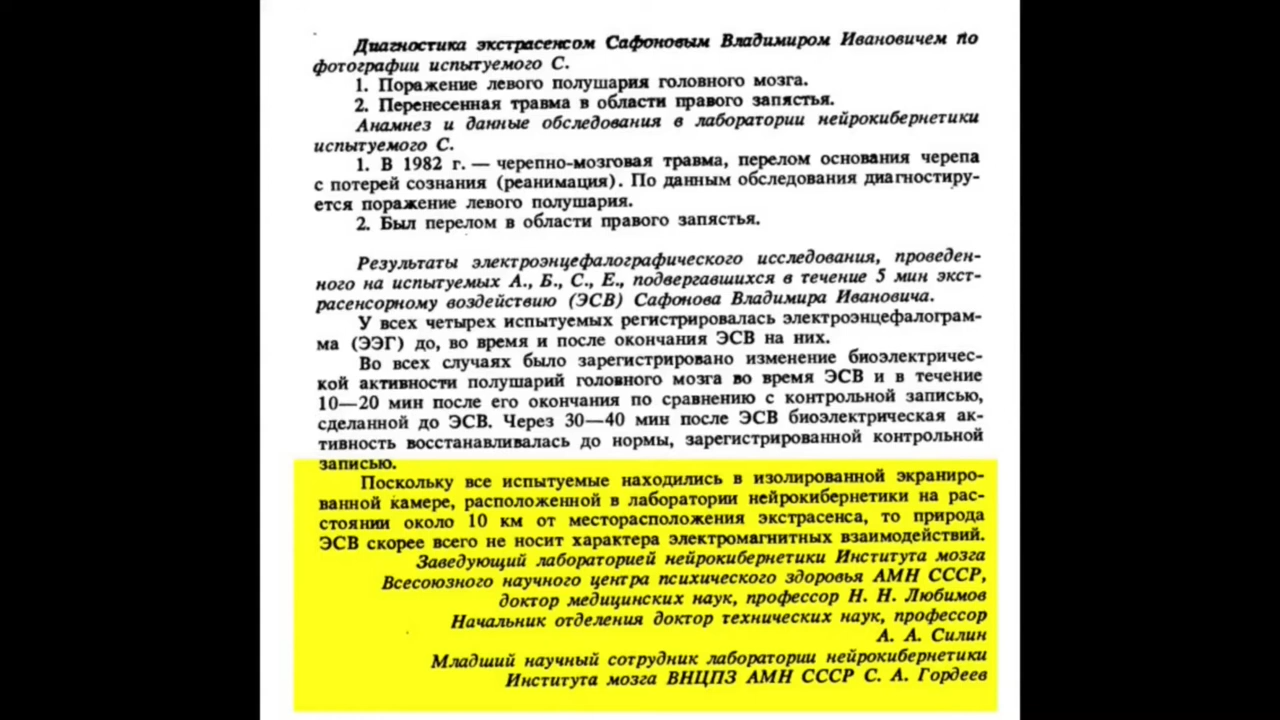 Диагностика экстрасенсом Сафоновым Владимиром Ивановичем по
фотографии испытуемого С.
1. Поражение левого полушария головного мозга.
2. Перенесенная травма в области правого запястья.
Анамнез и данные обследования в лаборатории нейрокибернетики
испытуемого С.
1. В 1982 г. — черепно-мозговая травма, перелом основания черепа
с потерей сознания (реанимация). По данным обследования диагностиру-
ется поражение левого полушария.
2. Был перелом в области правого запястья.
Результаты электроэнцефалографического исследования, проведен-
ного на испытуемых А., Б., С., Е., подвергавшихся в течение 5 мин экст-
расенсорному воздействию (ЭСВ) Сафонова Владимира Ивановича.
У всех четырех испытуемых регистрировалась электроэнцефалограм-
ма (ЭЭГ) до, во время и после окончания ЭСВ на них.
Во всех случаях было зарегистрировано изменение биоэлектричес-
кой активности полушарий головного мозга во время ЭСВ и в течение
10—20 мин после его окончания по сравнению с контрольной записью,
сделанной до ЭСВ. Через 30—40 мин после ЭСВ биоэлектрическая ак-
тивность восстанавливалась до нормы, зарегистрированной контрольной
записью.
Поскольку все испытуемые находились в изолированной экраниро-
ванной камере, расположенной в лаборатории нейрокибернетики на рас-
стоянии около 10 км от месторасположения экстрасенса, то природа
ЭСВ скорее всего не носит характера электромагнитных взаимодействий.
Заведующий лабораторией нейрокибернетики Института мозга
Всесоюзного научного центра психического здоровья АМН СССР,
доктор медицинских наук, профессор Н. Н. Любимов
Начальник отделения доктор технических наук, профессор
А. А. Силин
Младший научный сотрудник лаборатории нейрокибернетики
Института мозга ВНЦПЗ АМН СССР С. А. Гордеев